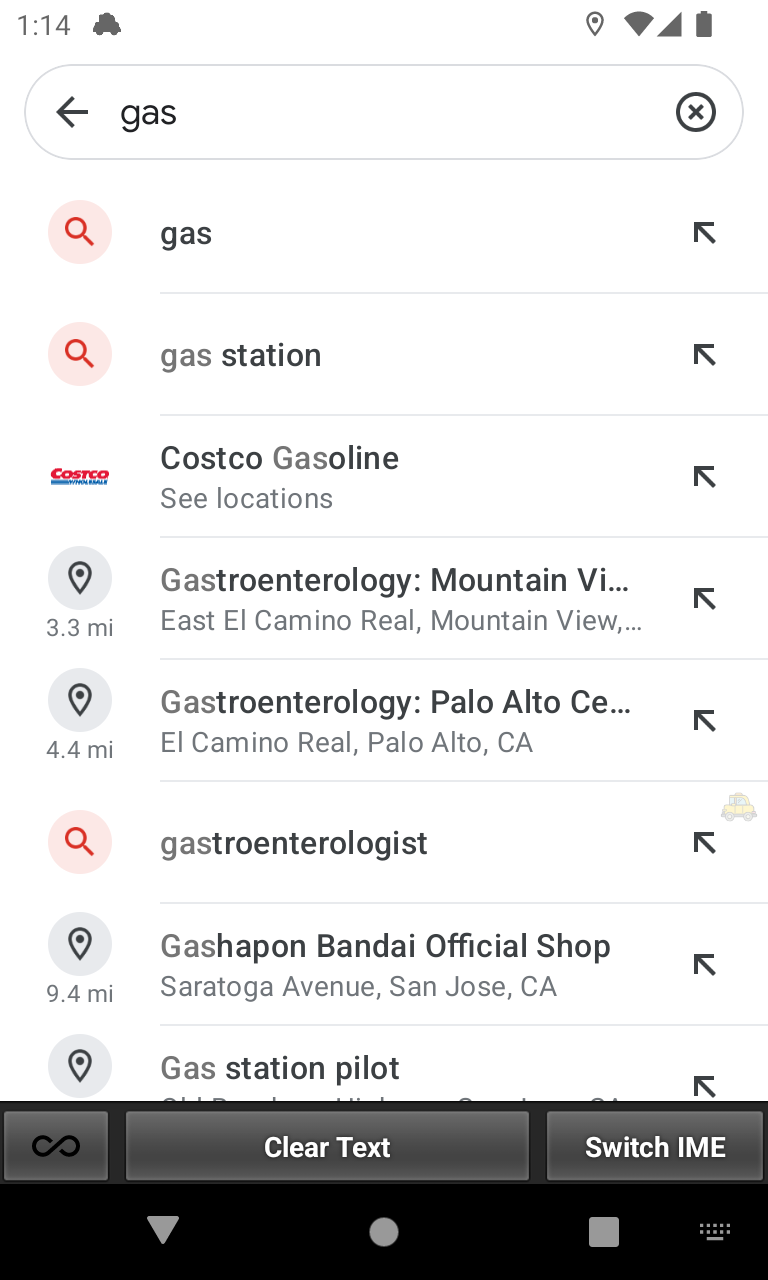 1:14
gas
gas
gas station
COSTCO
WHOLESALE
Costco Gasoline
See locations
Gastroenterology: Mountain Vi...
East El Camino Real, Mountain View,...
3.3 mi
Gastroenterology: Palo Alto Ce...
El Camino Real, Palo Alto, CA
4.4 mi
gastroenterologist
Gashapon Bandai Official Shop
Saratoga Avenue, San Jose, CA
9.4 mi
Gas station pilot
Clear Text
Switch IME